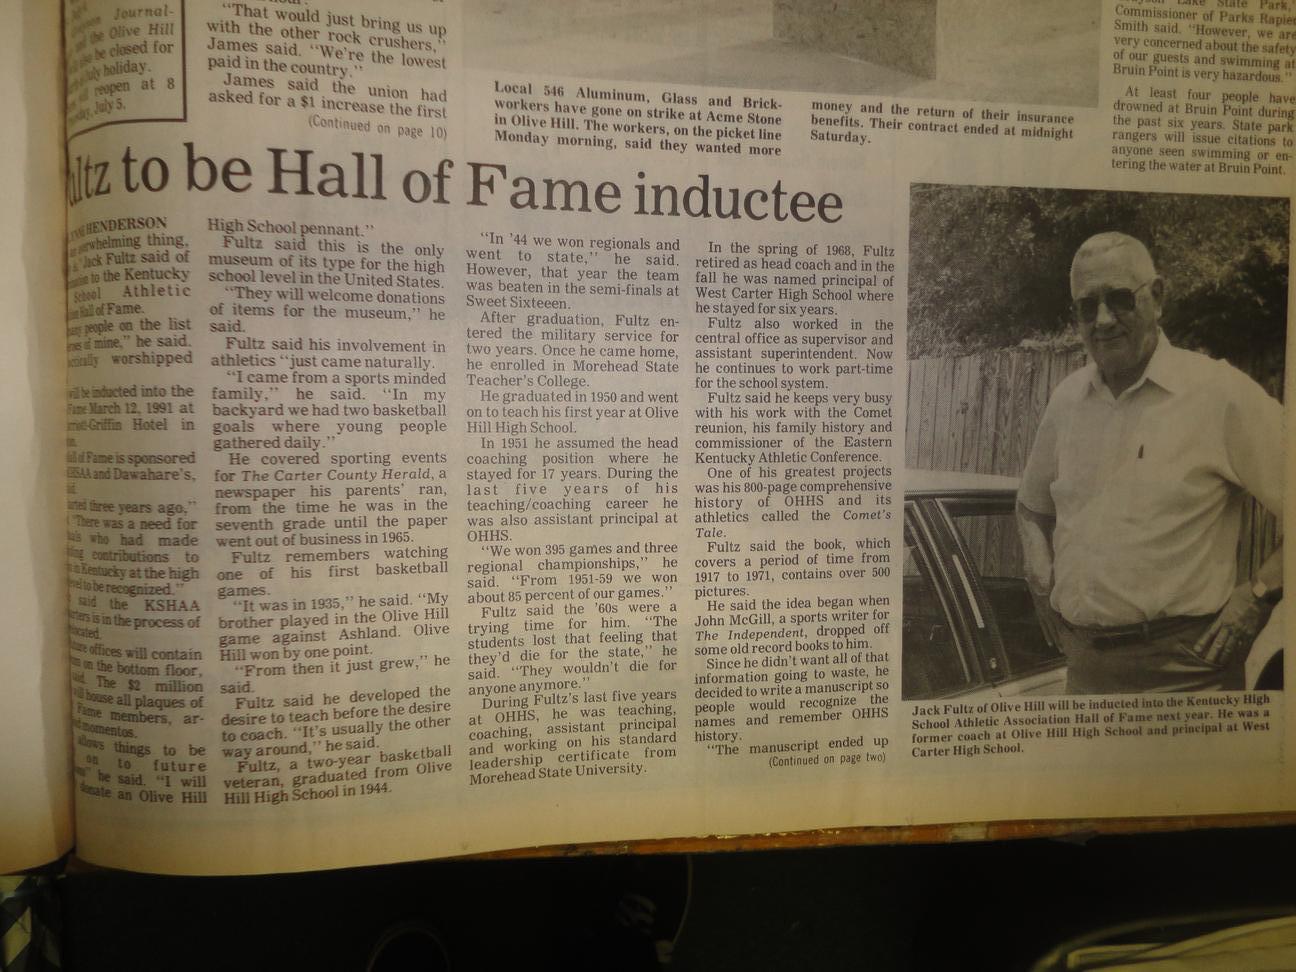 Journal-
and the Olive Hill
be closed for
July holiday.
reopen at 8
July 5.
"That would just bring us up
with the other rock crushers,"
James said. "We're the lowest
paid in the country."
James said the union had
asked for a $1 increase the first
(Continued on page 10)
Local 546 Aluminum, Glass and Brick-
workers have gone on strike at Acme Stone
in Olive Hill. The workers, on the picket line
Monday morning, said they wanted more
money and the return of their insurance
benefits. Their contract ended at midnight
Saturday.
Lake State Park,
Commissioner of Parks Rapier
Smith said. "However, we are
very concerned about the safety
of our guests and swimming at
Bruin Point is very hazardous."
At least four people have
drowned at Bruin Point during
the past six years. State park
rangers will issue citations to
anyone seen swimming or en-
tering the water at Bruin Point.
ultz to be Hall of Fame inductee
HENDERSON
overwhelming thing,
Jack Fultz said of
to the Kentucky
School Athletic
Hall of Fame.
people on the list
of mine," he said.
worshipped
will be inducted into the
Fame March 12, 1991 at
-Griffin Hotel in
Hall of Fame is sponsored
KHSAA and Dawahare's,
started three years ago,"
"There was a need for
who had made
contributions to
in Kentucky at the high
level to be recognized."
said the KSHAA
is in the process of
offices will contain
on the bottom floor,
said. The $2 million
will house all plaques of
Fame members, ar-
momentos.
allows things to be
on to future
he said. "I will
donate an Olive Hill
High School pennant."
Fultz said this is the only
museum of its type for the high
school level in the United States.
"They will welcome donations
of items for the museum," he
said.
Fultz said his involvement in
athletics "just came naturally.
"I came from a sports minded
family," he said. "In my
backyard we had two basketball
goals where young people
gathered daily."
He covered sporting events
for The Carter County Herald, a
newspaper his parents' ran,
from the time he was in the
seventh grade until the paper
went out of business in 1965.
Fultz remembers watching
one of his first basketball
games.
"It was in 1935," he said. "My
brother played in the Olive Hill
game against Ashland. Olive
Hill won by one point.
"From then it just grew," he
said.
Fultz said he developed the
desire to teach before the desire
to coach. "It's usually the other
way around," he said.
Fultz, a two-year basketball
veteran, graduated from Olive
Hill High School in 1944.
"In '44 we won regionals and
went to state," he said.
However, that year the team
was beaten in the semi-finals at
Sweet Sixteeen.
After graduation, Fultz en-
tered the military service for
two years. Once he came home,
he enrolled in Morehead State
Teacher's College.
He graduated in 1950 and went
on to teach his first year at Olive
Hill High School.
In 1951 he assumed the head
coaching position where he
stayed for 17 years. During the
last five years of his
teaching/coaching career he
was also assistant principal at
OHHS.
"We won 395 games and three
regional championships," he
said. "From 1951-59 we won
about 85 percent of our games."
Fultz said the '60s were a
trying time for him. "The
students lost that feeling that
they'd die for the state," he
said. "They wouldn't die for
anyone anymore."
During Fultz's last five years
at OHHS, he was teaching,
coaching, assistant principal
and working on his standard
leadership certificate from
Morehead State University.
In the spring of 1968, Fultz
retired as head coach and in the
fall he was named principal of
West Carter High School where
he stayed for six years.
Fultz also worked in the
central office as supervisor and
assistant superintendent. Now
he continues to work part-time
for the school system.
Fultz said he keeps very busy
with his work with the Comet
reunion, his family history and
commissioner of the Eastern
Kentucky Athletic Conference.
One of his greatest projects
was his 800-page comprehensive
history of OHHS and its
athletics called the Comet's
Tale.
Fultz said the book, which
covers a period of time from
1917 to 1971, contains over 500
pictures.
He said the idea began when
John McGill, a sports writer for
The Independent, dropped off
some old record books to him.
Since he didn't want all of that
information going to waste, he
decided to write a manuscript so
people would recognize the
names and remember OHHS
history.
"The manuscript ended up
(Continued on page two)
Jack Fultz of Olive Hill will be inducted into the Kentucky High
School Athletic Association Hall of Fame next year. He was a
former coach at Olive Hill High School and principal at West
Carter High School.